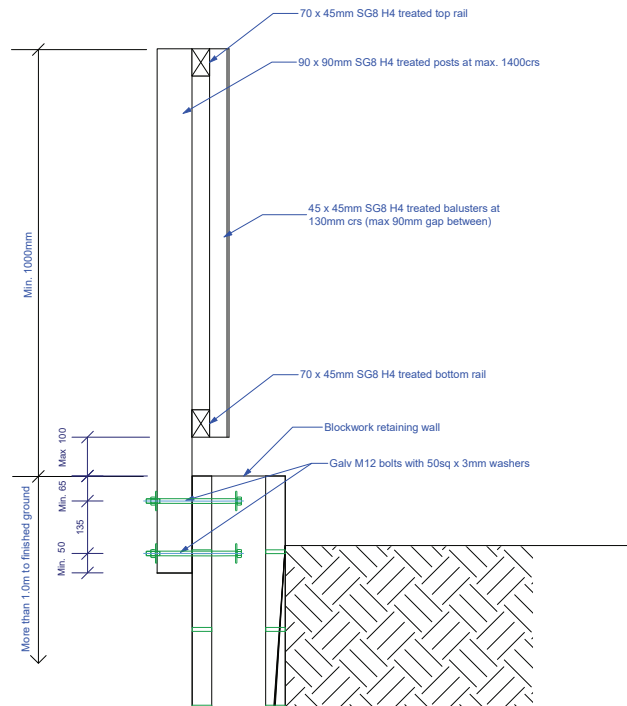 70 x 45mm SG8 H4 treated top rail
90 x 90mm SG8 H4 treated posts at max. 1400crs
Min. 1000mm
45 x 45mm SG8 H4 treated balusters at
130mm crs (max 90mm gap between)
70 x 45mm SG8 H4 treated bottom rail
Blockwork retaining wall
Max 100
Galv M12 bolts with 50sq x 3mm washers
Min. 65
135
Min. 50
More than 1.0m to finished ground